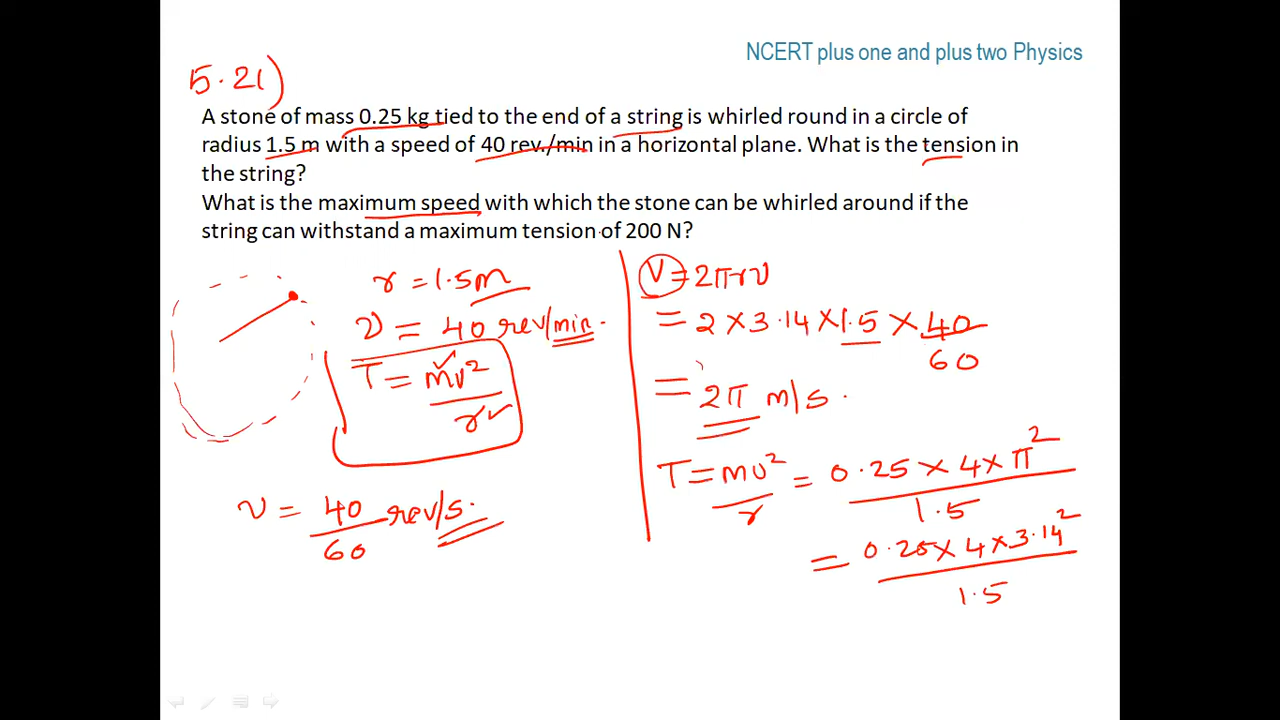 NCERT plus one and plus two Physics
5.21)
A stone of mass 0.25 kg tied to the end of a string is whirled round in a circle of
radius 1.5 m with a speed of 40 rev./min in a horizontal plane. What is the tension in
the string?
What is the maximum speed with which the stone can be whirled around if the
string can withstand a maximum tension of 200 N?
r = 1.5m
ν = 40 rev/min.
T = mv²/r
ν = 40/60 rev/s.
V = 2πrν
= 2 × 3.14 × 1.5 × 40/60
= 2π m/s.
T = mv²/r = 0.25 × 4 × π²/1.5
= 0.25 × 4 × 3.14²/1.5